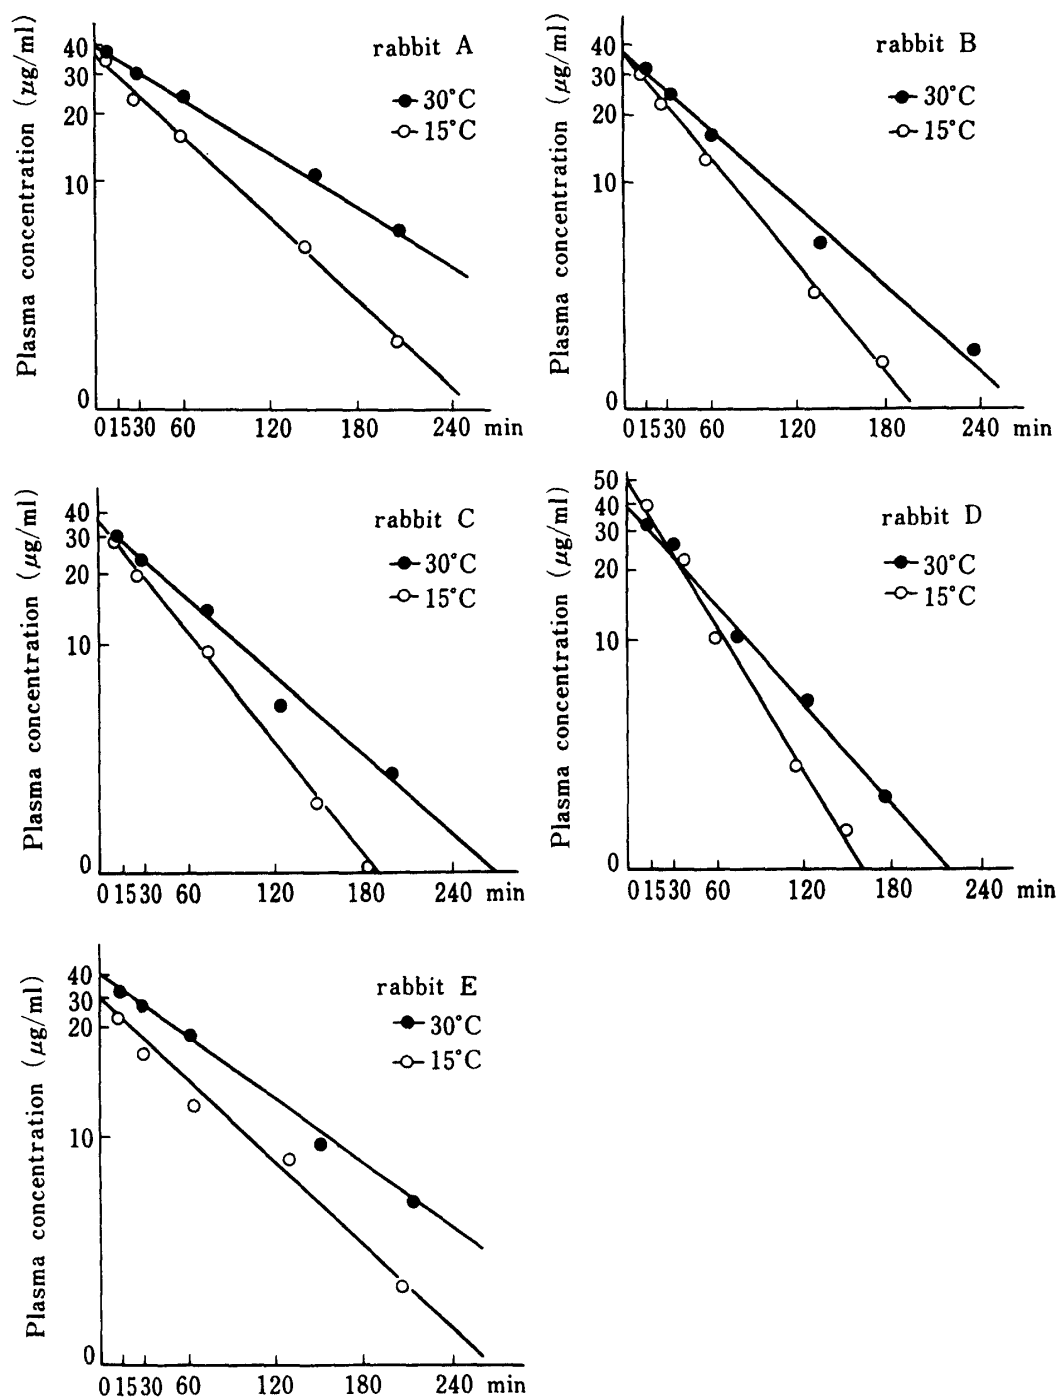 Plasma concentration (μg/ml)
40
30
20
10
0
rabbit A
30°C
15°C
0 15 30 60 120 180 240 min
Plasma concentration (μg/ml)
40
30
20
10
0
rabbit B
30°C
15°C
0 15 30 60 120 180 240 min
Plasma concentration (μg/ml)
40
30
20
10
0
rabbit C
30°C
15°C
0 15 30 60 120 180 240 min
Plasma concentration (μg/ml)
50
40
30
20
10
0
rabbit D
30°C
15°C
0 15 30 60 120 180 240 min
Plasma concentration (μg/ml)
40
30
20
10
0
rabbit E
30°C
15°C
0 15 30 60 120 180 240 min